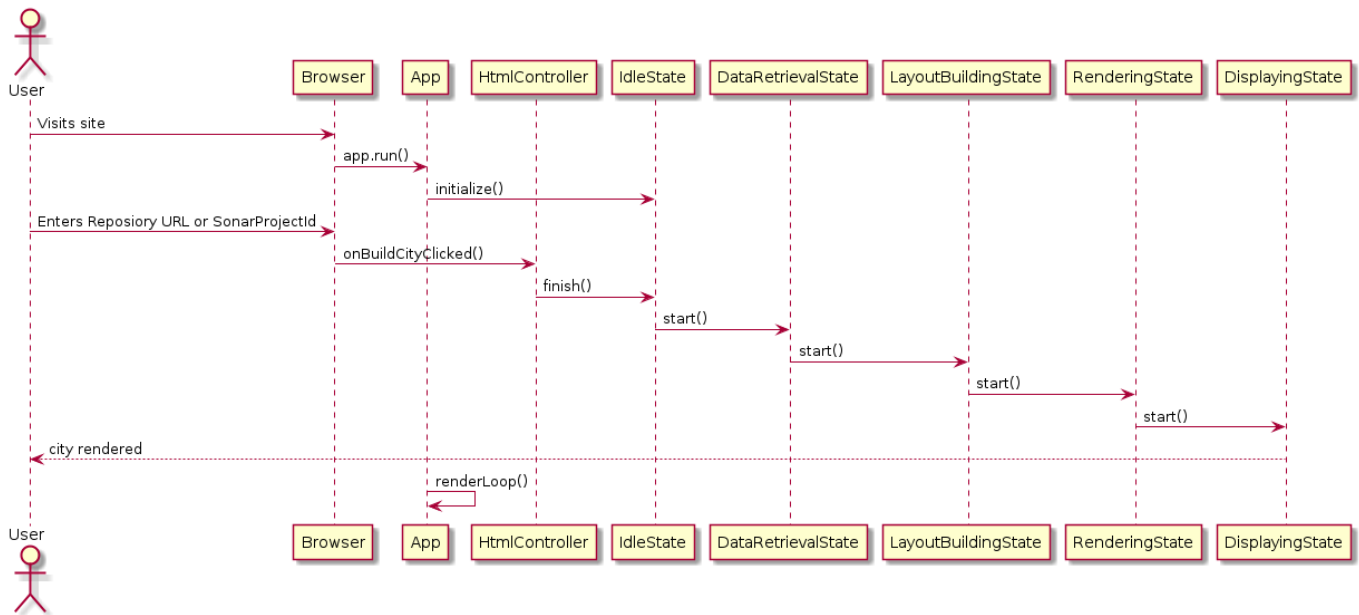 User
Browser
App
HtmlController
IdleState
DataRetrievalState
LayoutBuildingState
RenderingState
DisplayingState
Visits site
app.run()
initialize()
Enters Reposiory URL or SonarProjectId
onBuildCityClicked()
finish()
start()
start()
start()
start()
city rendered
renderLoop()
User
Browser
App
HtmlController
IdleState
DataRetrievalState
LayoutBuildingState
RenderingState
DisplayingState